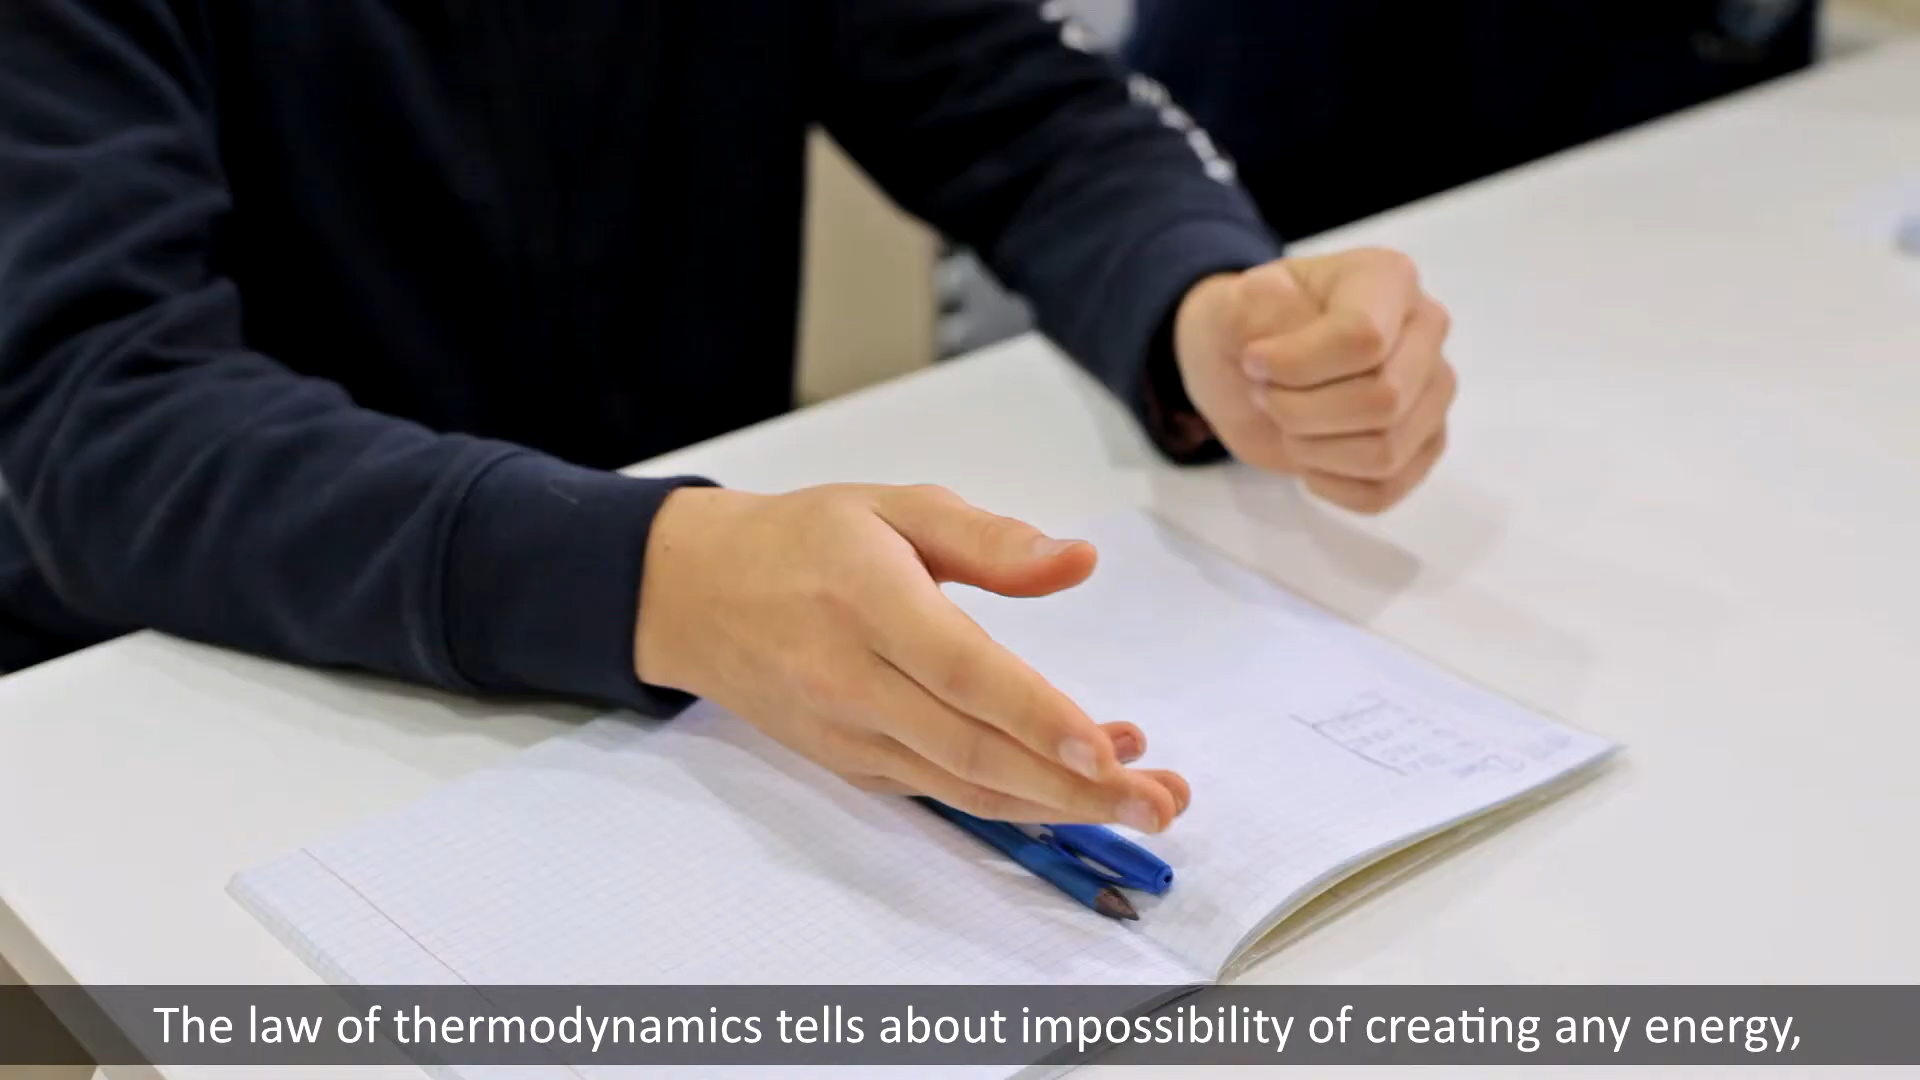 The law of thermodynamics tells about impossibility of creating any energy,